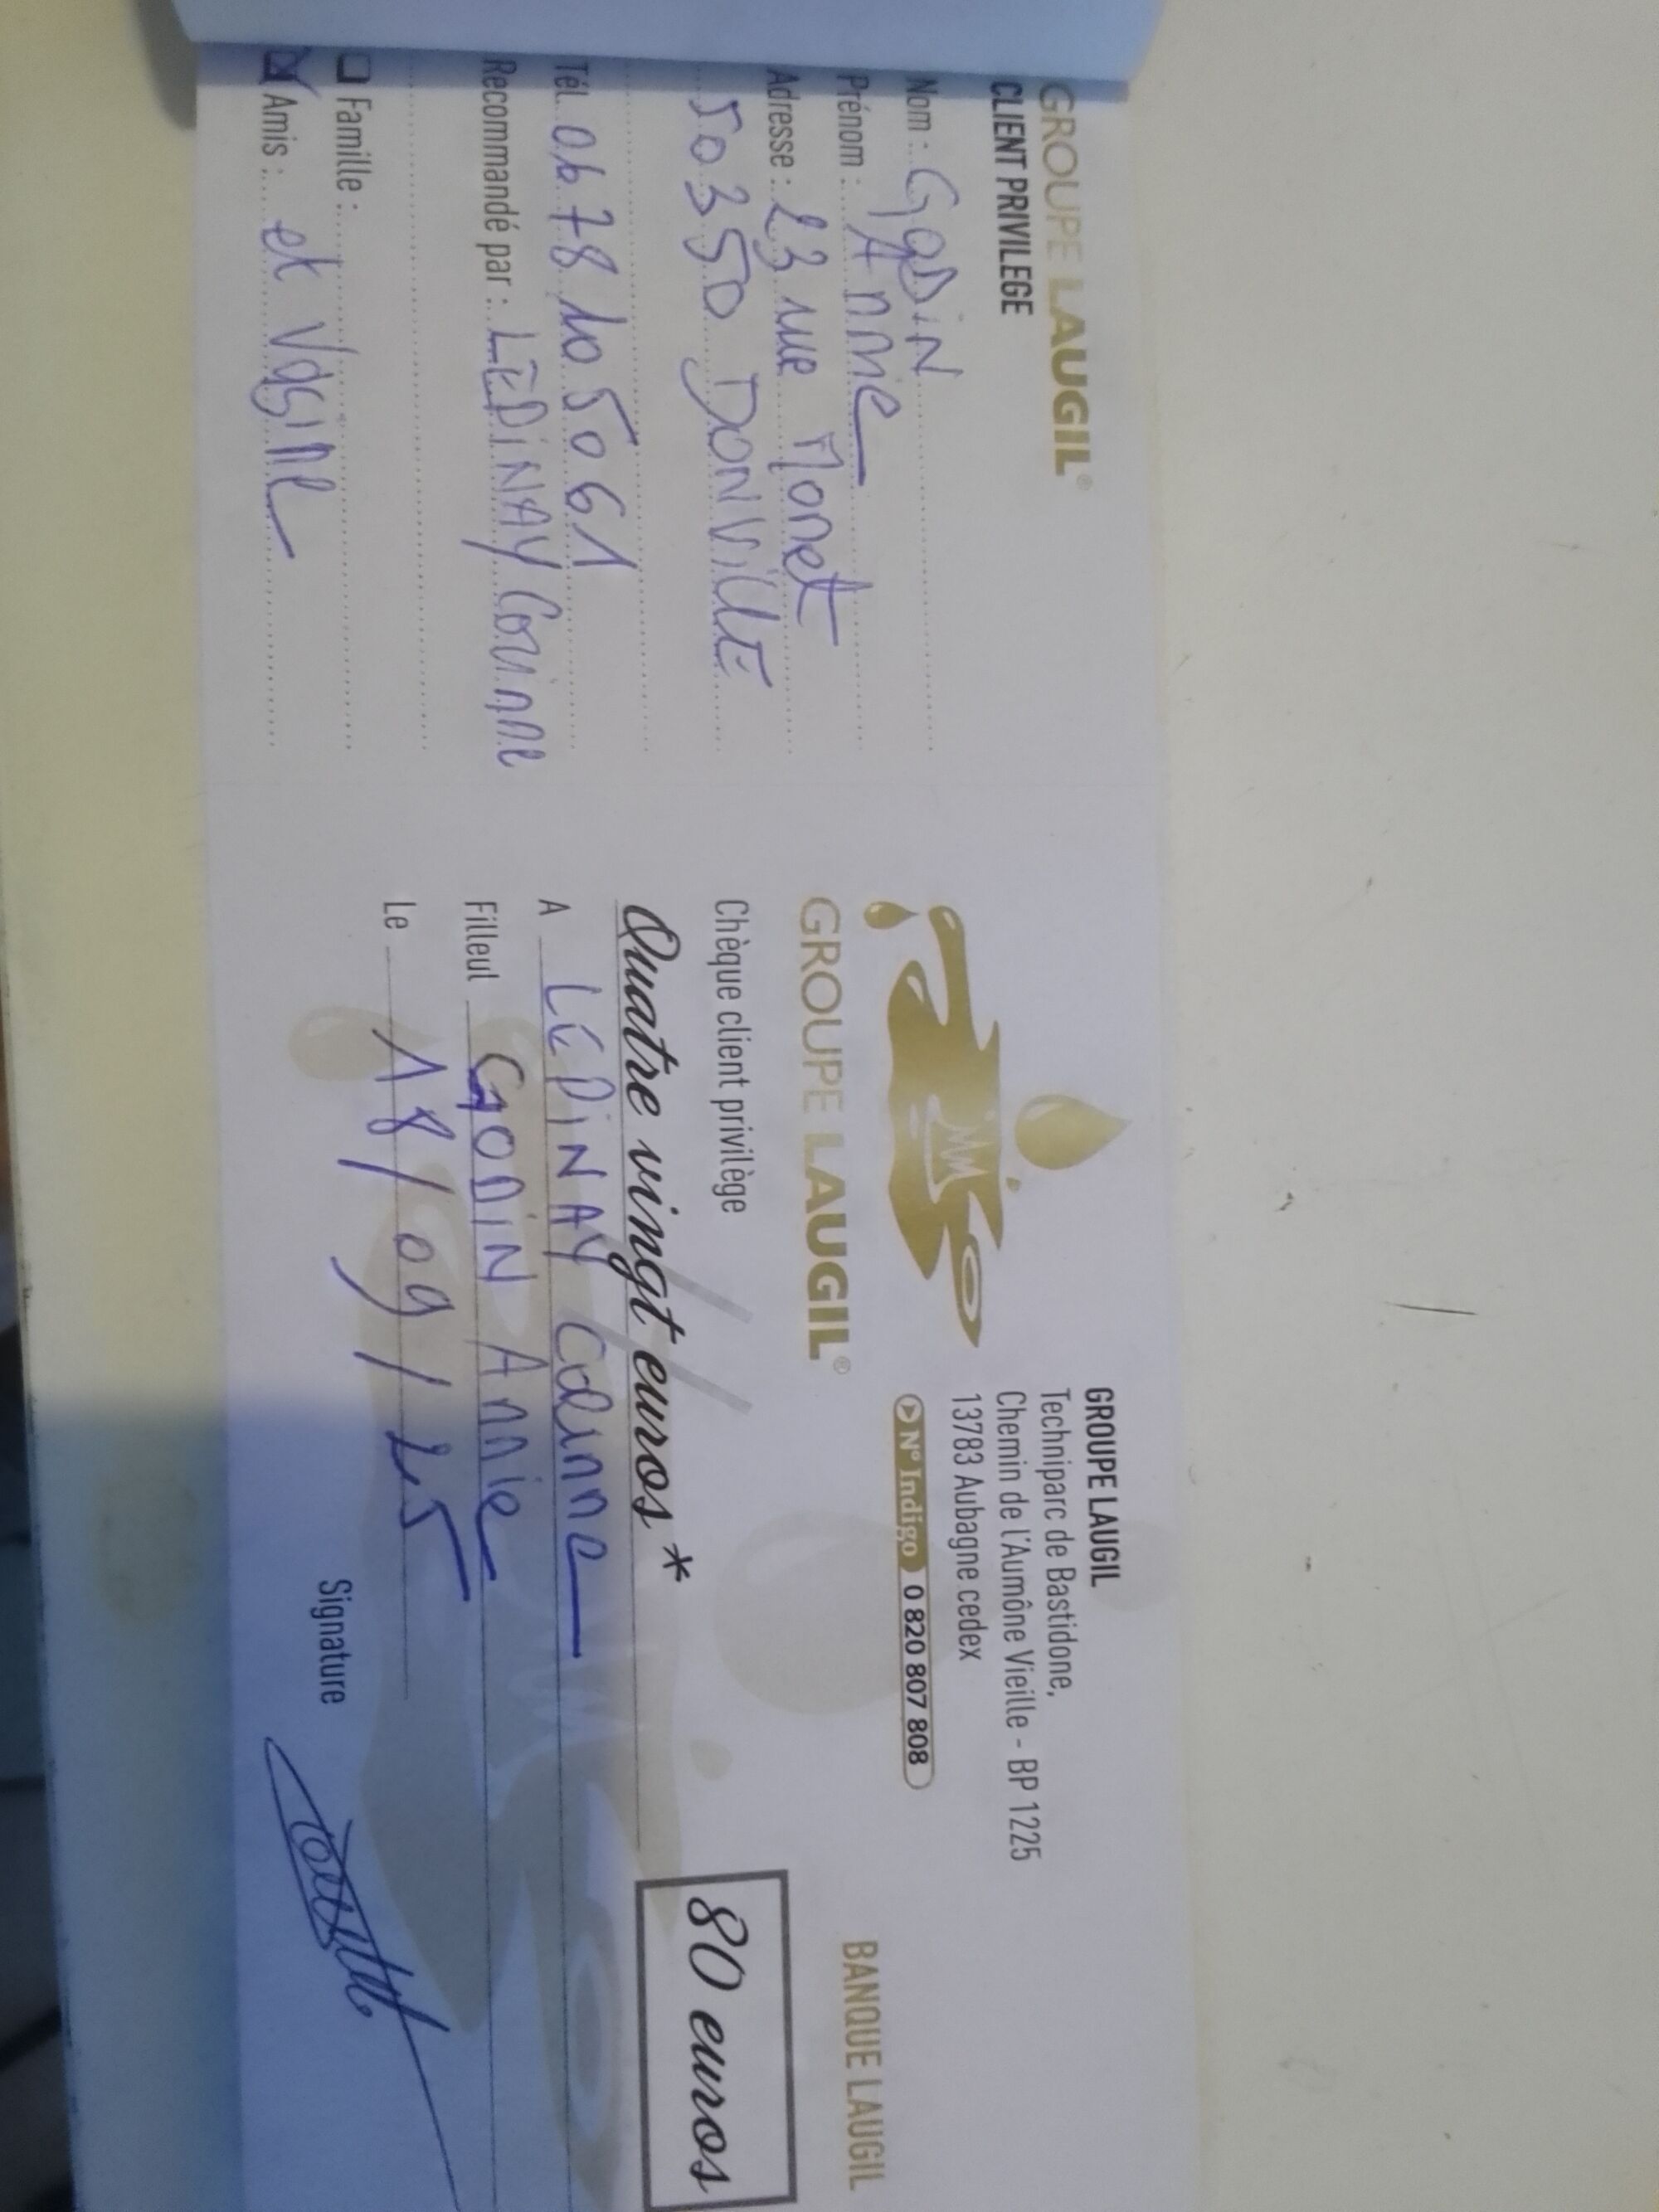 GROUPE LAUGIL®
CLIENT PRIVILEGE
Nom : GODIN
Prénom : Annie
Adresse : 23 rue Monet
50350 DONVILLE
Tél. 06 78 10 50 61
Recommandé par : LEDINAY Corinne
☐ Famille :
☒ Amis : et Voisine
GROUPE LAUGIL
Techniparc de Bastidone,
Chemin de l'Aumône Vieille - BP 1225
13783 Aubagne cedex
N° Indigo 0 820 807 808
GROUPE LAUGIL®
BANQUE LAUGIL
Chèque client privilège
80 euros
Quatre vingt euros*
A LEDINAY Corinne
Filleul GODIN Annie
Le 18/09/25
Signature